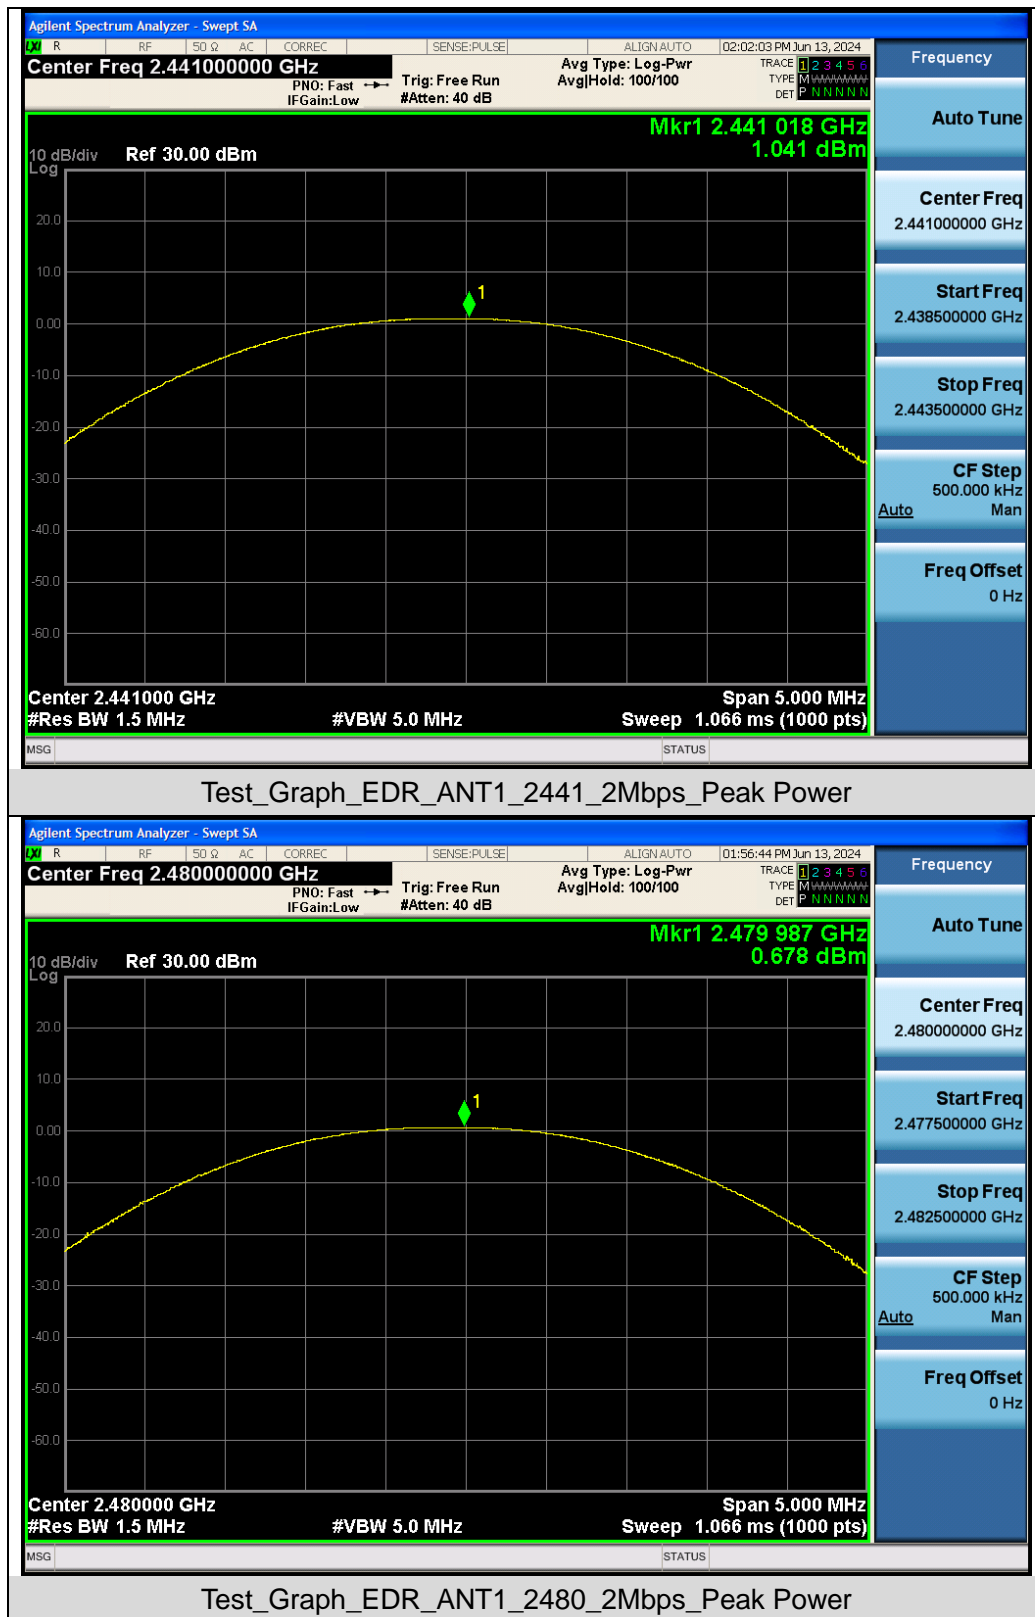 Agilent Spectrum Analyzer - Swept SA
LXI R RF 50 Ω AC CORREC SENSE:PULSE ALIGN AUTO 02:02:03 PM Jun 13, 2024
Center Freq 2.441000000 GHz
PNO: Fast
IFGain:Low
Trig: Free Run
#Atten: 40 dB
Avg Type: Log-Pwr
Avg|Hold: 100/100
TRACE 1 2 3 4 5 6
TYPE M
DET P N N N N N
Mkr1 2.441 018 GHz
1.041 dBm
10 dB/div Ref 30.00 dBm
Log
20.0
10.0
0.00
-10.0
-20.0
-30.0
-40.0
-50.0
-60.0
1
Center 2.441000 GHz
Span 5.000 MHz
#Res BW 1.5 MHz
#VBW 5.0 MHz
Sweep 1.066 ms (1000 pts)
MSG
STATUS
Frequency
Auto Tune
Center Freq
2.441000000 GHz
Start Freq
2.438500000 GHz
Stop Freq
2.443500000 GHz
CF Step
500.000 kHz
Auto Man
Freq Offset
0 Hz
Test_Graph_EDR_ANT1_2441_2Mbps_Peak Power
Agilent Spectrum Analyzer - Swept SA
LXI R RF 50 Ω AC CORREC SENSE:PULSE ALIGN AUTO 01:56:44 PM Jun 13, 2024
Center Freq 2.480000000 GHz
PNO: Fast
IFGain:Low
Trig: Free Run
#Atten: 40 dB
Avg Type: Log-Pwr
Avg|Hold: 100/100
TRACE 1 2 3 4 5 6
TYPE M
DET P N N N N N
Mkr1 2.479 987 GHz
0.678 dBm
10 dB/div Ref 30.00 dBm
Log
20.0
10.0
0.00
-10.0
-20.0
-30.0
-40.0
-50.0
-60.0
1
Center 2.480000 GHz
Span 5.000 MHz
#Res BW 1.5 MHz
#VBW 5.0 MHz
Sweep 1.066 ms (1000 pts)
MSG
STATUS
Frequency
Auto Tune
Center Freq
2.480000000 GHz
Start Freq
2.477500000 GHz
Stop Freq
2.482500000 GHz
CF Step
500.000 kHz
Auto Man
Freq Offset
0 Hz
Test_Graph_EDR_ANT1_2480_2Mbps_Peak Power